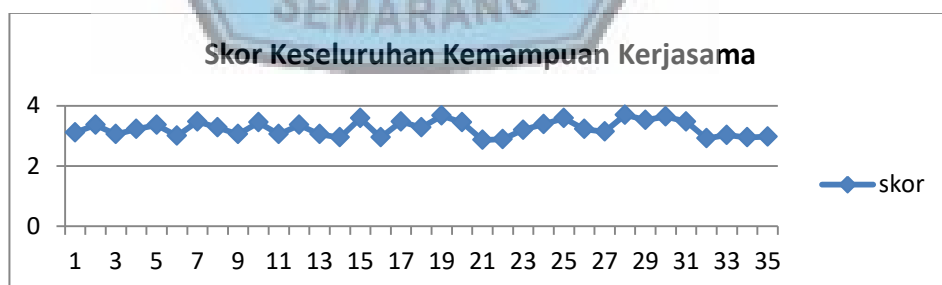 SEMARANG
Skor Keseluruhan Kemampuan Kerjasama
4
2
0
1 3 5 7 9 11 13 15 17 19 21 23 25 27 29 31 33 35
skor